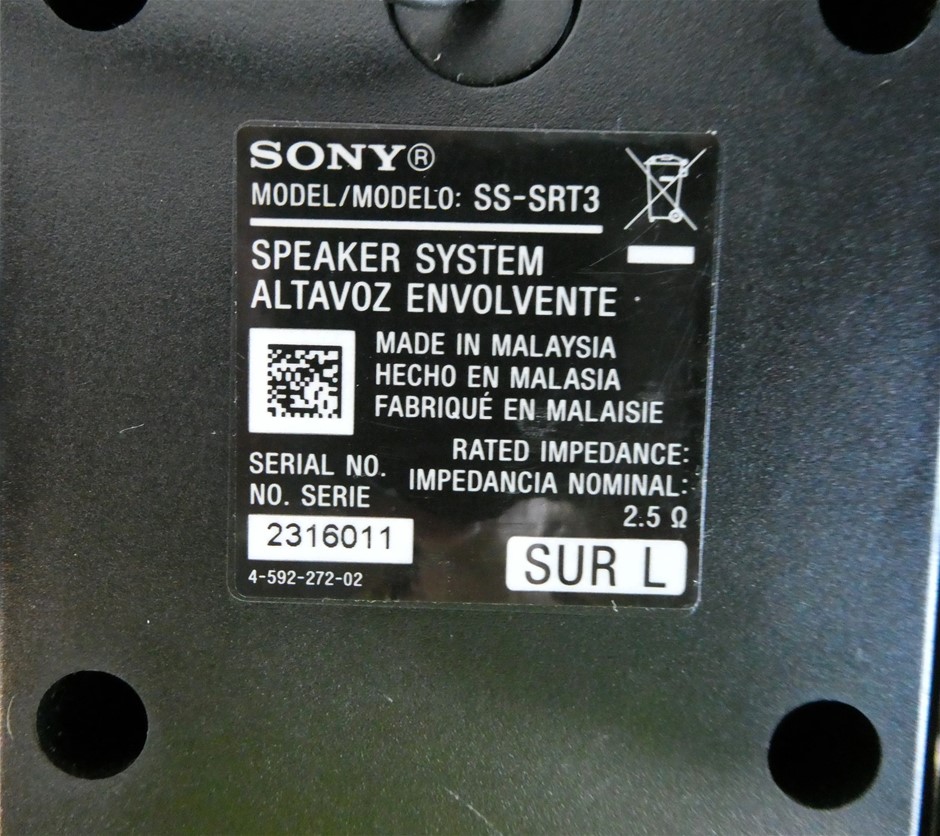 SONY®
MODEL/MODELO: SS-SRT3
SPEAKER SYSTEM
ALTAVOZ ENVOLVENTE
MADE IN MALAYSIA
HECHO EN MALASIA
FABRIQUÉ EN MALAISIE
RATED IMPEDANCE:
IMPEDANCIA NOMINAL:
2.5 Ω
SERIAL NO.
NO. SERIE
2316011
SUR L
4-592-272-02